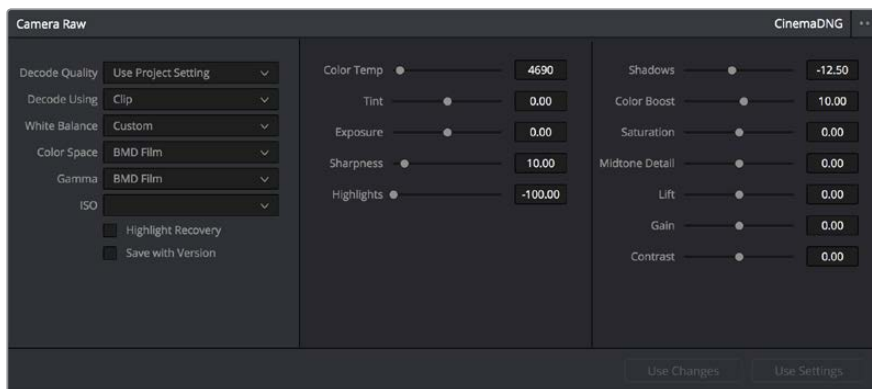 Camera Raw
CinemaDNG
Decode Quality Use Project Setting
Decode Using Clip
White Balance Custom
Color Space BMD Film
Gamma BMD Film
ISO
Highlight Recovery
Save with Version
Color Temp 4690
Tint 0.00
Exposure 0.00
Sharpness 10.00
Highlights -100.00
Shadows -12.50
Color Boost 10.00
Saturation 0.00
Midtone Detail 0.00
Lift 0.00
Gain 0.00
Contrast 0.00
Use Changes
Use Settings